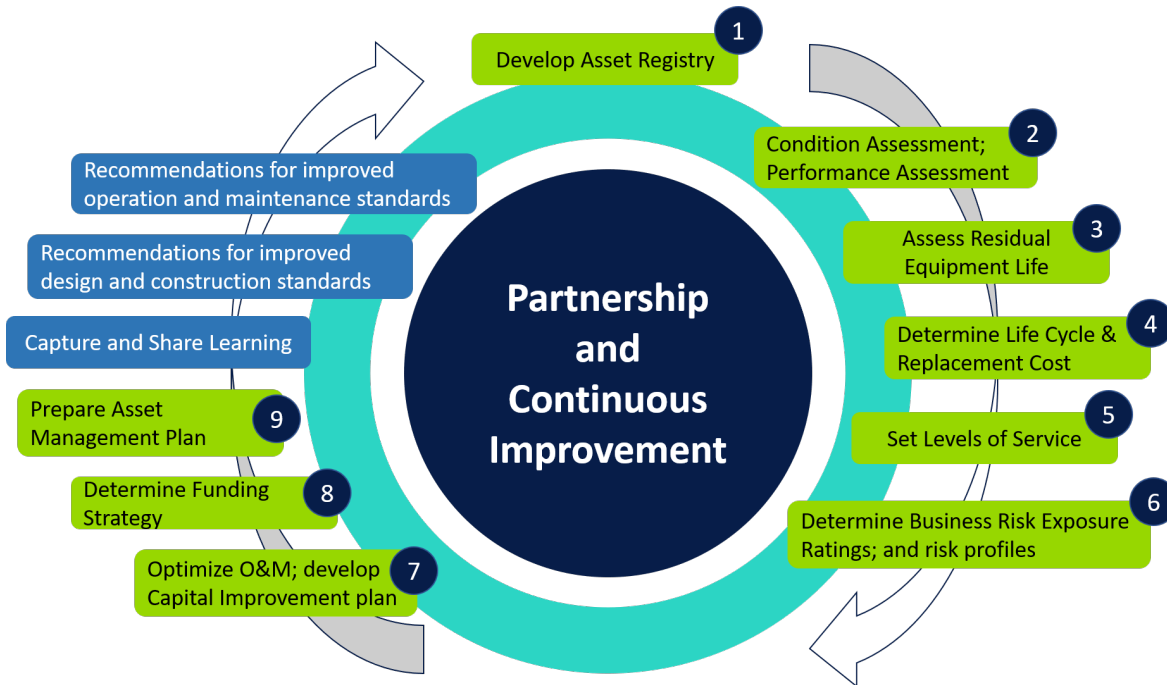 1
Develop Asset Registry
2
Condition Assessment;
Performance Assessment
3
Assess Residual
Equipment Life
4
Determine Life Cycle &
Replacement Cost
5
Set Levels of Service
6
Determine Business Risk Exposure
Ratings; and risk profiles
7
Optimize O&M; develop
Capital Improvement plan
8
Determine Funding
Strategy
9
Prepare Asset
Management Plan
Capture and Share Learning
Recommendations for improved
design and construction standards
Recommendations for improved
operation and maintenance standards
Partnership
and
Continuous
Improvement